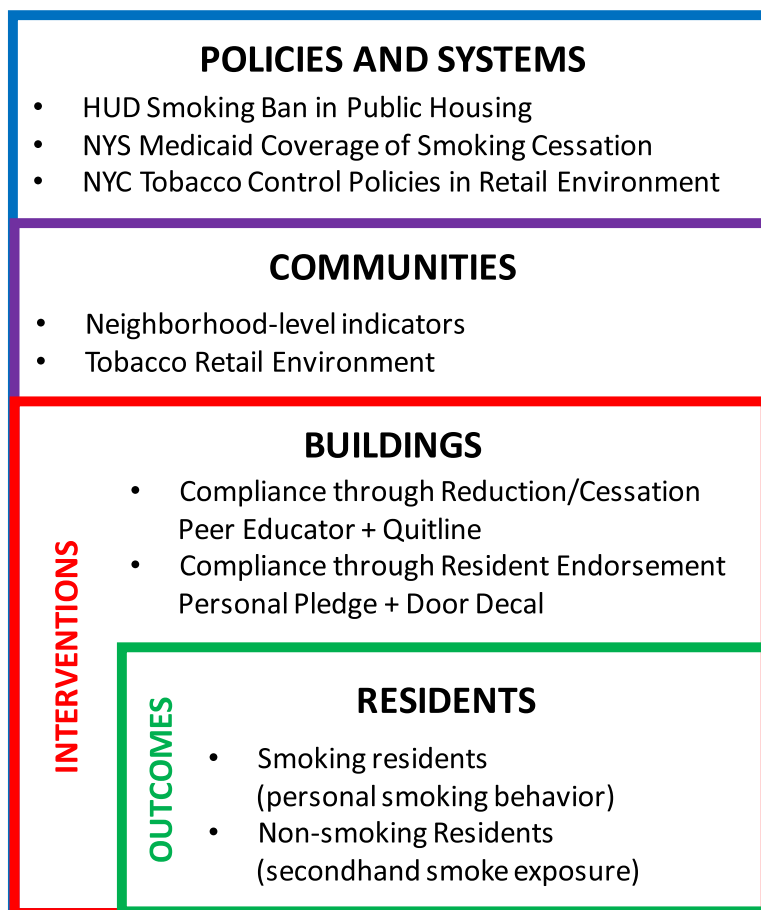 POLICIES AND SYSTEMS
• HUD Smoking Ban in Public Housing
• NYS Medicaid Coverage of Smoking Cessation
• NYC Tobacco Control Policies in Retail Environment
COMMUNITIES
• Neighborhood-level indicators
• Tobacco Retail Environment
INTERVENTIONS
BUILDINGS
• Compliance through Reduction/Cessation
Peer Educator + Quitline
• Compliance through Resident Endorsement
Personal Pledge + Door Decal
OUTCOMES
RESIDENTS
• Smoking residents
(personal smoking behavior)
• Non-smoking Residents
(secondhand smoke exposure)